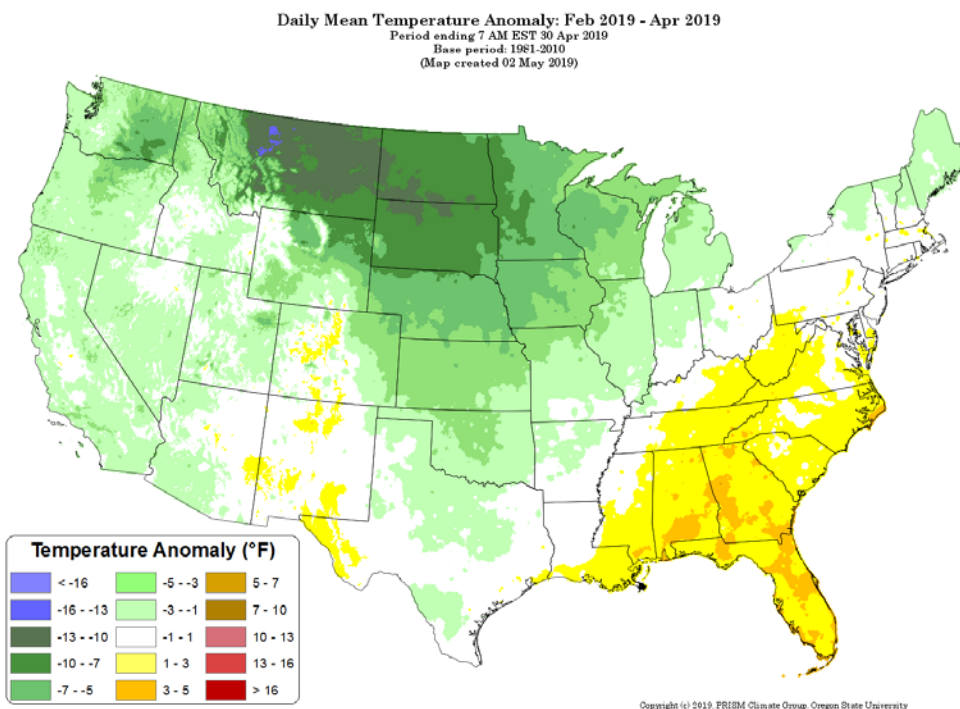 Daily Mean Temperature Anomaly: Feb 2019 - Apr 2019
Period ending 7 AM EST 30 Apr 2019
Base period: 1981-2010
(Map created 02 May 2019)
Temperature Anomaly (°F)
< -16
-16 - -13
-13 - -10
-10 - -7
-7 - -5
-5 - -3
-3 - -1
-1 - 1
1 - 3
3 - 5
5 - 7
7 - 10
10 - 13
13 - 16
> 16
Copyright (c) 2019, PRISM Climate Group, Oregon State University